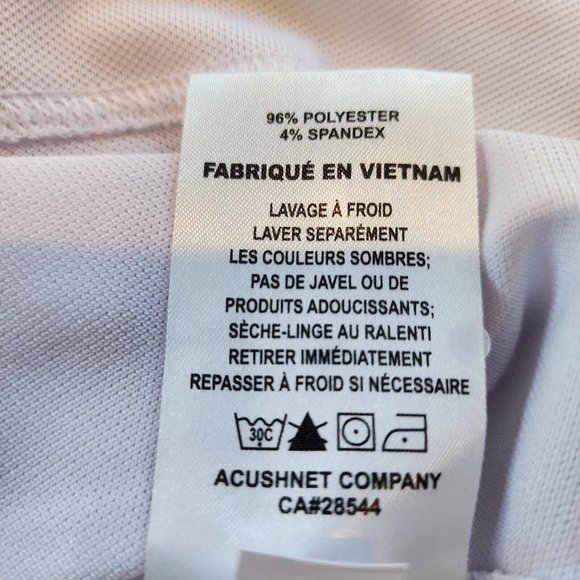 96% POLYESTER
4% SPANDEX
FABRIQUÉ EN VIETNAM
LAVAGE À FROID
LAVER SEPARÉMENT
LES COULEURS SOMBRES;
PAS DE JAVEL OU DE
PRODUITS ADOUCISSANTS;
SÈCHE-LINGE AU RALENTI
RETIRER IMMÉDIATEMENT
REPASSER À FROID SI NÉCESSAIRE
30C
ACUSHNET COMPANY
CA#28544